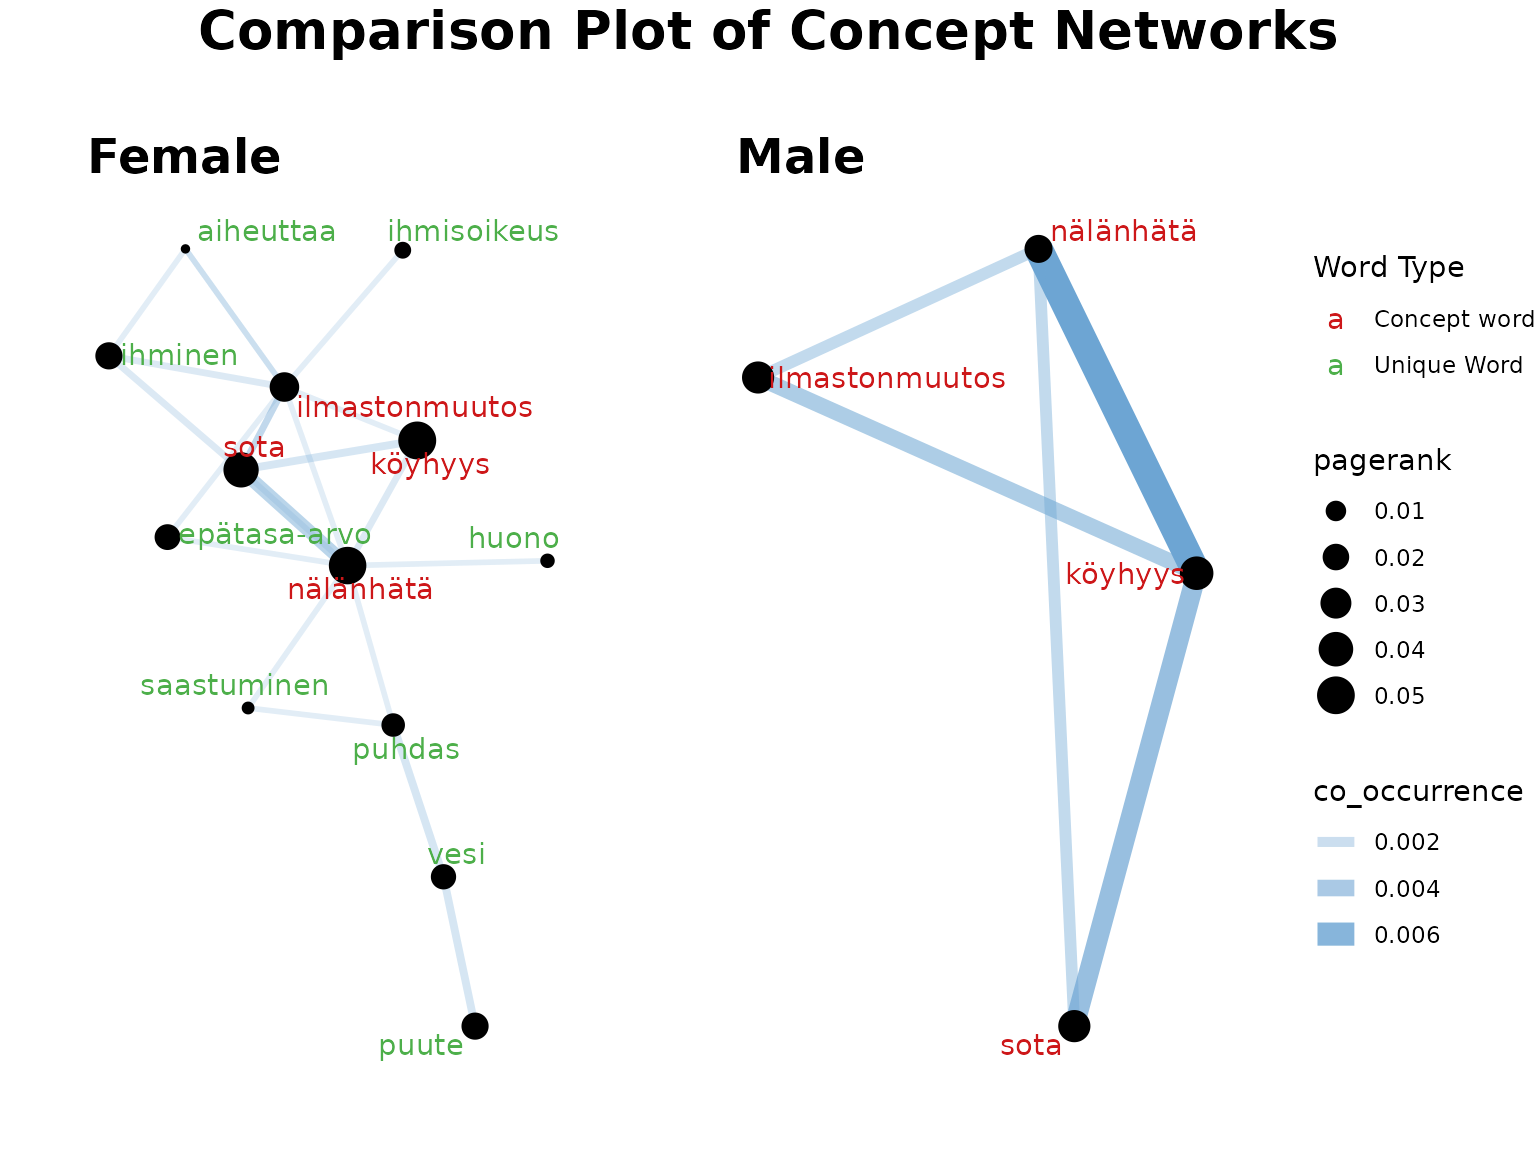 Comparison Plot of Concept Networks
Female
aiheuttaa
ihmisoikeus
ihminen
ilmastonmuutos
sota
köyhyys
epätasa-arvo
huono
nälänhätä
saastuminen
puhdas
vesi
puute
Male
nälänhätä
ilmastonmuutos
köyhyys
sota
Word Type
a Concept word
a Unique Word
pagerank
0.01
0.02
0.03
0.04
0.05
co_occurrence
0.002
0.004
0.006